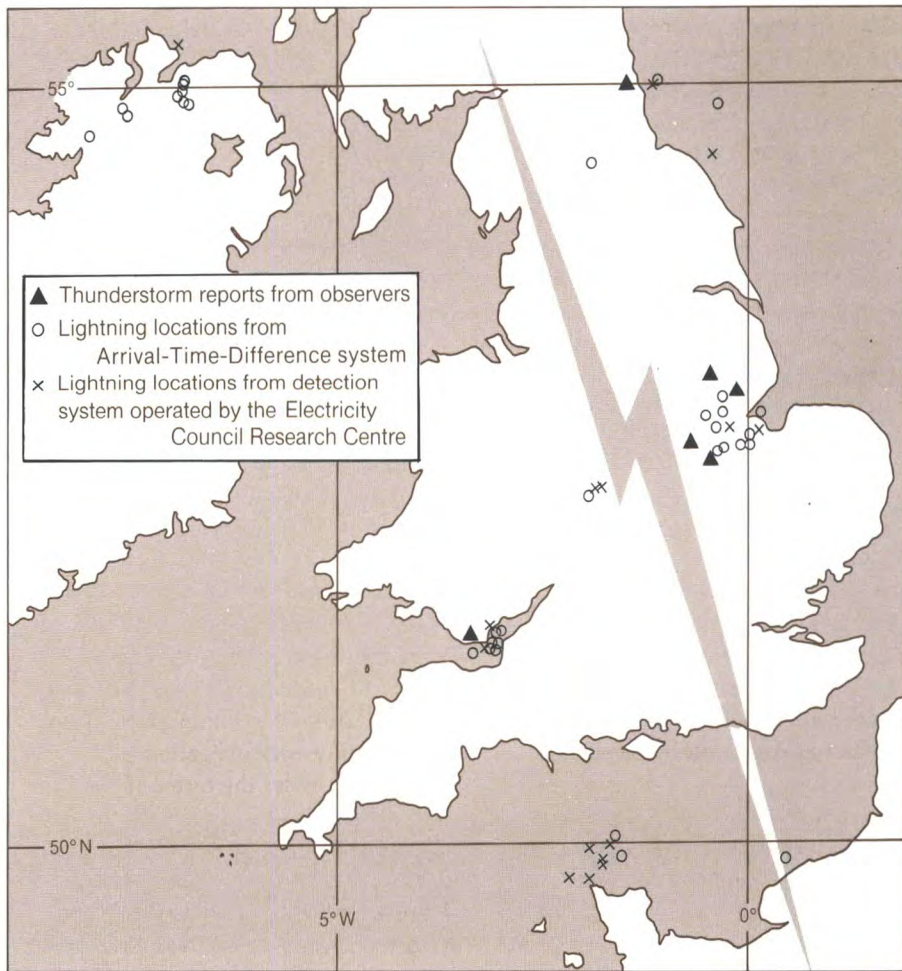 55°
▲ Thunderstorm reports from observers
○ Lightning locations from
Arrival-Time-Difference system
× Lightning locations from detection
system operated by the Electricity
Council Research Centre
50°N
5°W
0°